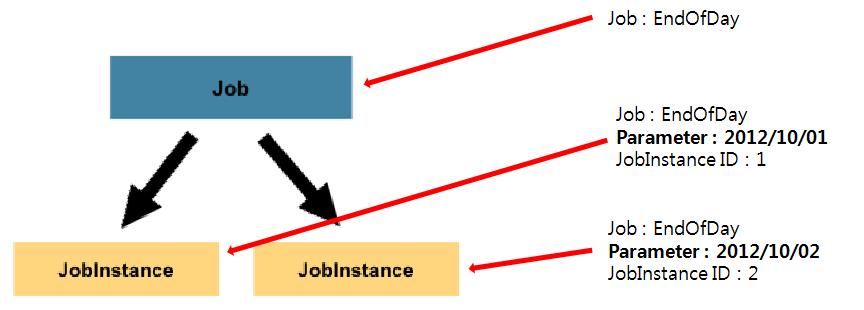 Job : EndOfDay
Job
Job : EndOfDay
Parameter : 2012/10/01
JobInstance ID : 1
Job : EndOfDay
Parameter : 2012/10/02
JobInstance ID : 2
JobInstance
JobInstance